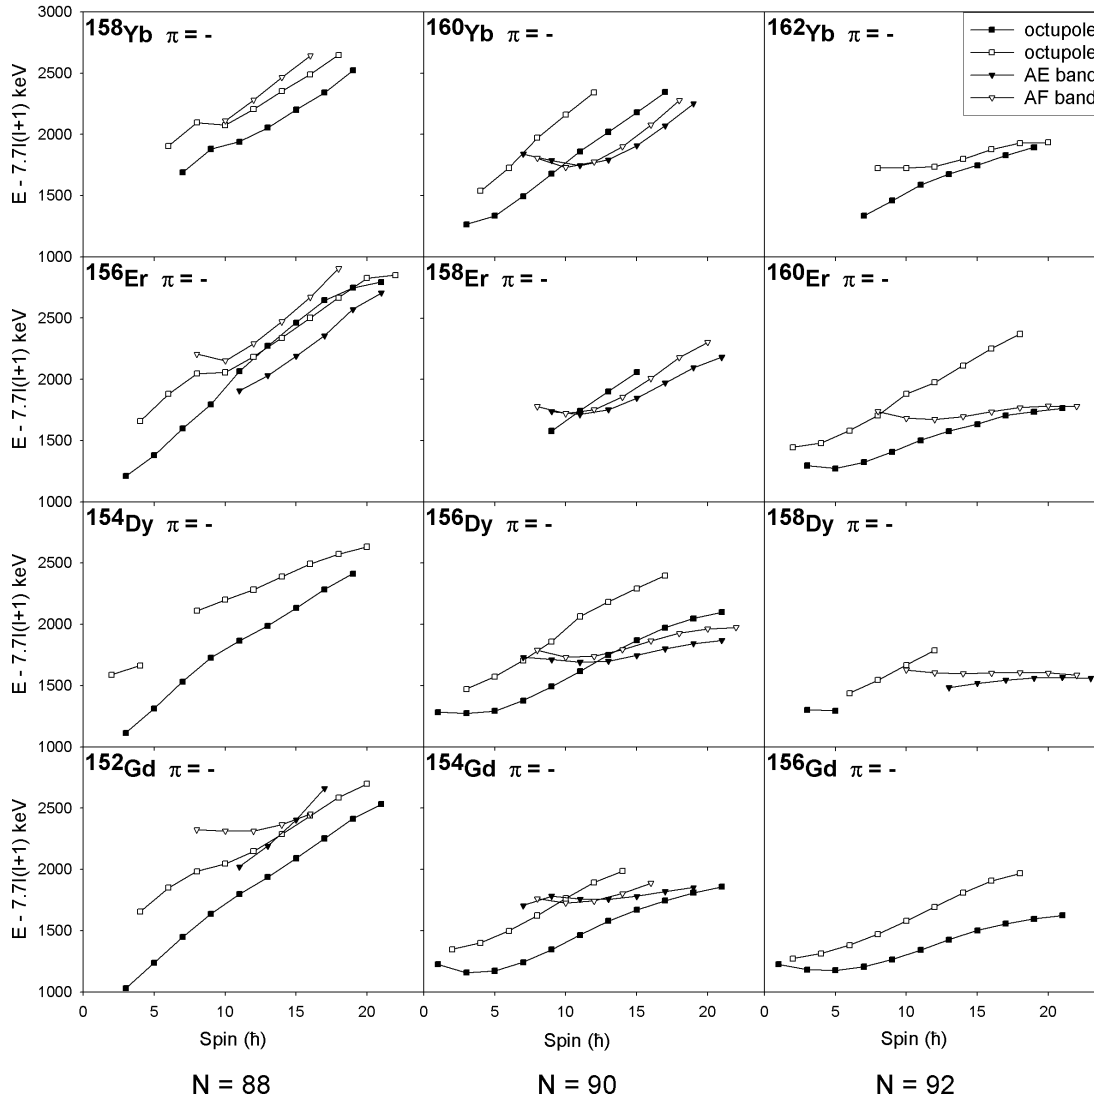 3000
2500
2000
1500
1000
E - 7.7I(I+1) keV
158Yb π = -
160Yb π = -
162Yb π = -
octupole
octupole
AE band
AF band
2500
2000
1500
1000
E - 7.7I(I+1) keV
156Er π = -
158Er π = -
160Er π = -
2500
2000
1500
1000
E - 7.7I(I+1) keV
154Dy π = -
156Dy π = -
158Dy π = -
2500
2000
1500
1000
E - 7.7I(I+1) keV
152Gd π = -
154Gd π = -
156Gd π = -
0 5 10 15 20 0 5 10 15 20 0 5 10 15 20
Spin (ħ) Spin (ħ) Spin (ħ)
N = 88 N = 90 N = 92